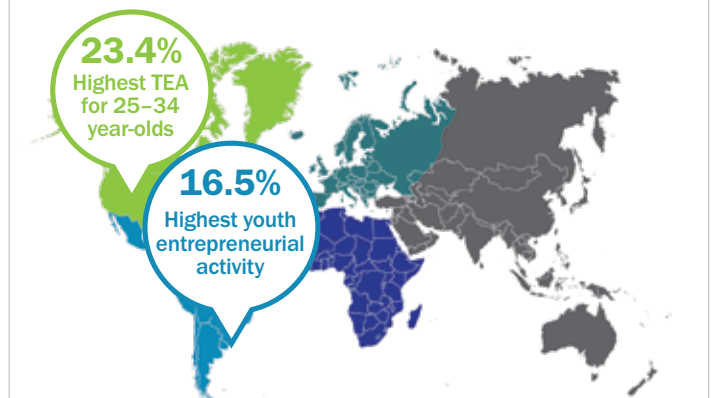 23.4%
Highest TEA
for 25–34
year-olds
16.5%
Highest youth
entrepreneurial
activity